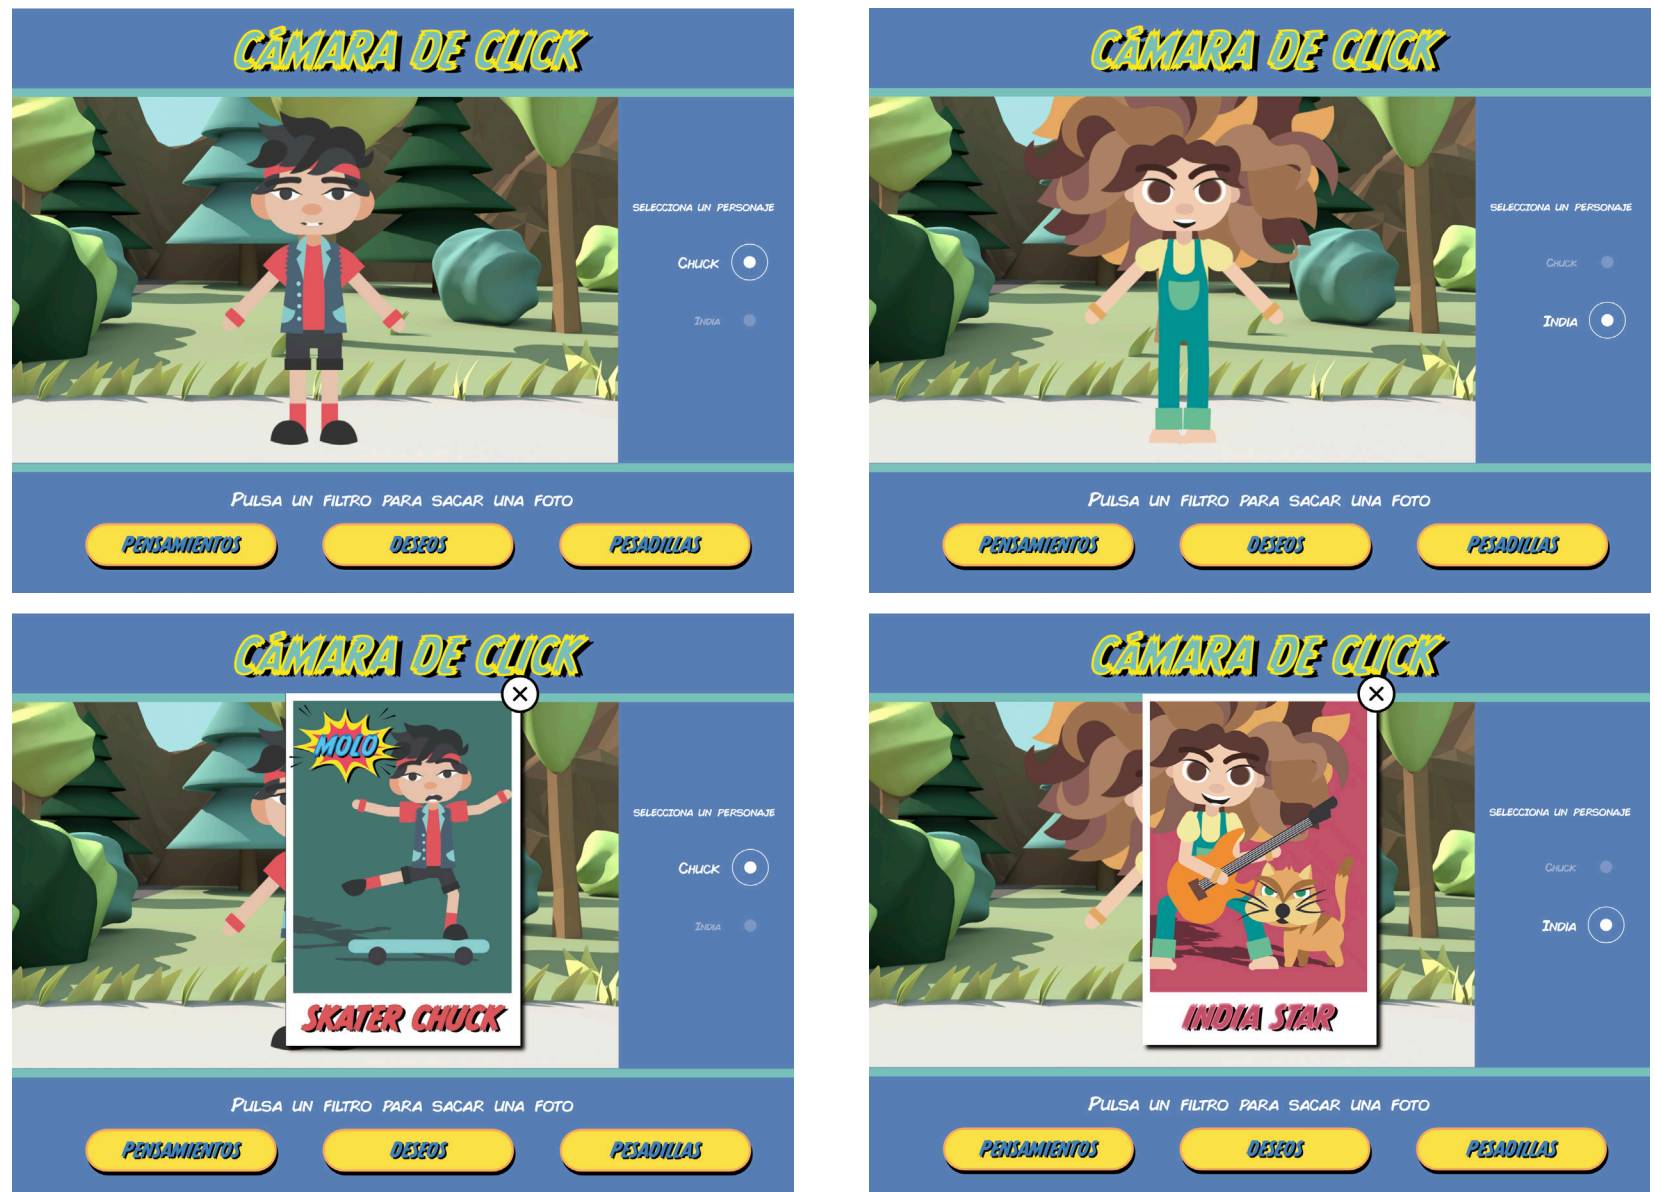 CÁMARA DE CLICK
SELECCIONA UN PERSONAJE
CHUCK
INDIA
PULSA UN FILTRO PARA SACAR UNA FOTO
PENSAMIENTOS DESEOS PESADILLAS
CÁMARA DE CLICK
SELECCIONA UN PERSONAJE
CHUCK
INDIA
PULSA UN FILTRO PARA SACAR UNA FOTO
PENSAMIENTOS DESEOS PESADILLAS
CÁMARA DE CLICK
MOLO
SELECCIONA UN PERSONAJE
CHUCK
INDIA
SKATER CHUCK
PULSA UN FILTRO PARA SACAR UNA FOTO
PENSAMIENTOS DESEOS PESADILLAS
CÁMARA DE CLICK
SELECCIONA UN PERSONAJE
CHUCK
INDIA
INDIA STAR
PULSA UN FILTRO PARA SACAR UNA FOTO
PENSAMIENTOS DESEOS PESADILLAS